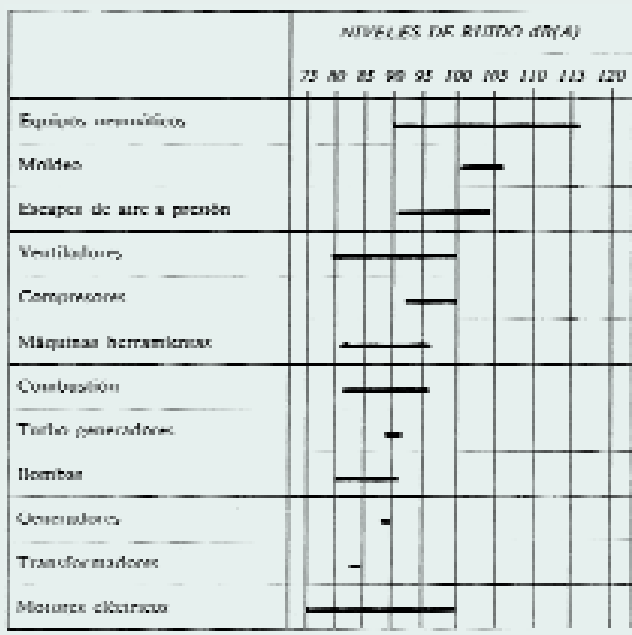 NIVELES DE RUIDO dB(A)
75 80 85 90 95 100 105 110 115 120
Equipos neumáticos
Moldeo
Escapes de aire a presión
Ventiladores
Compresores
Máquinas herramientas
Combustión
Turbo generadores
Bombas
Generadores
Transformadores
Motores eléctricos